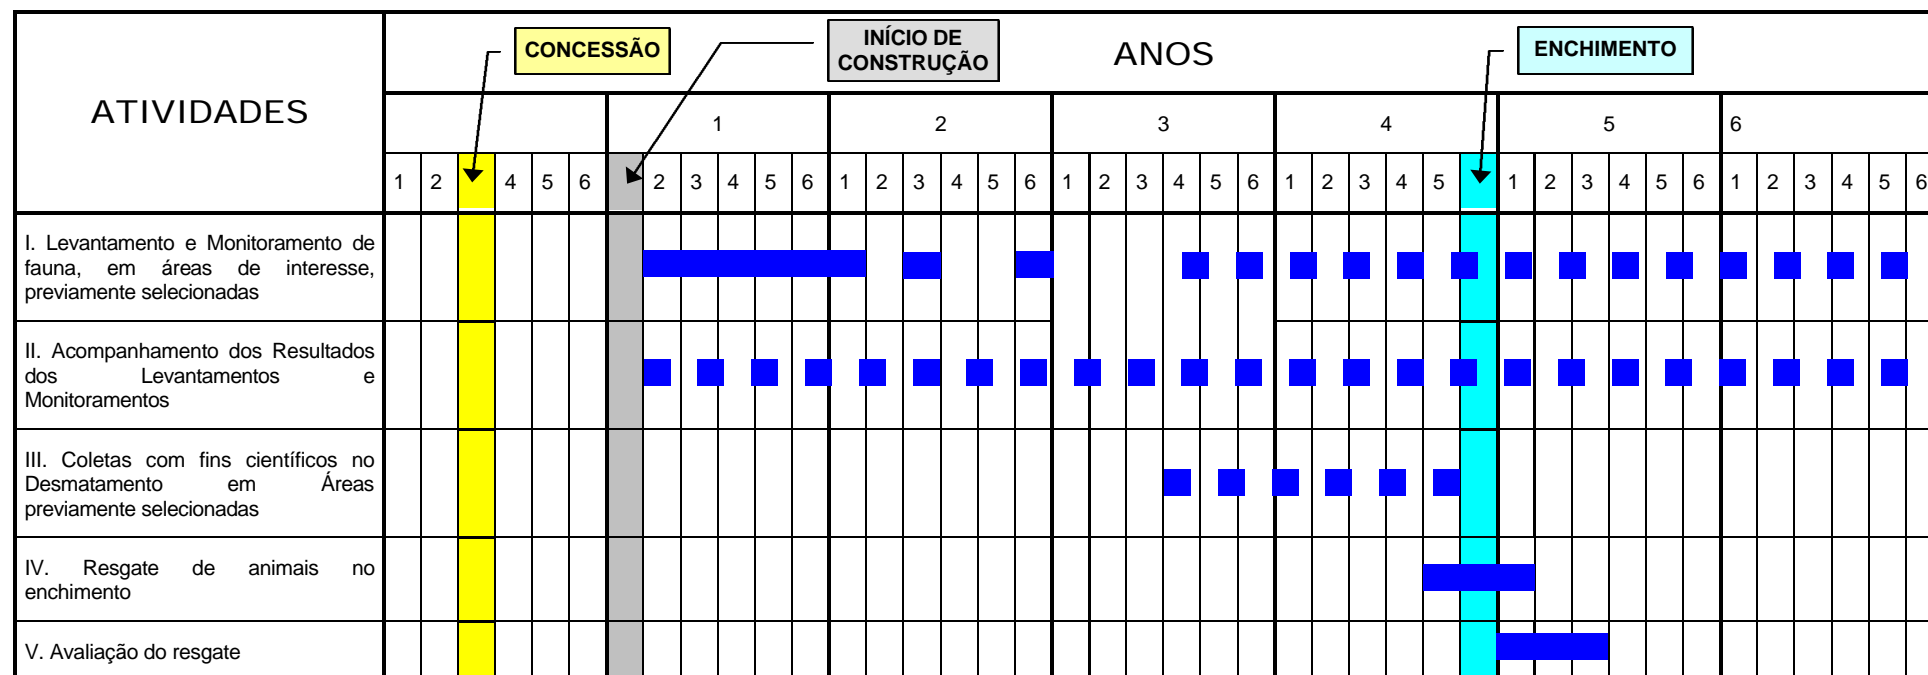 CONCESSÃO
INÍCIO DE
CONSTRUÇÃO
ANOS
ENCHIMENTO
ATIVIDADES
1 2 3 4 5 6
1 2 4 5 6 2 3 4 5 6 1 2 3 4 5 6 1 2 3 4 5 6 1 2 3 4 5 1 2 3 4 5 6 1 2 3 4 5 6
I. Levantamento e Monitoramento de
fauna, em áreas de interesse,
previamente selecionadas
II. Acompanhamento dos Resultados
dos Levantamentos e
Monitoramentos
III. Coletas com fins científicos no
Desmatamento em Áreas
previamente selecionadas
IV. Resgate de animais no
enchimento
V. Avaliação do resgate